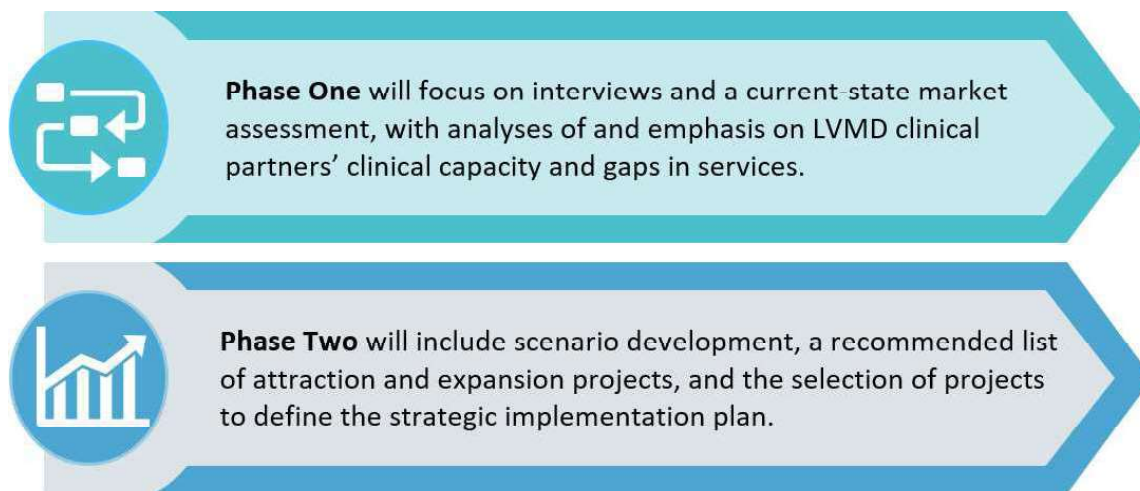 Phase One will focus on interviews and a current-state market
assessment, with analyses of and emphasis on LVMD clinical
partners’ clinical capacity and gaps in services.
Phase Two will include scenario development, a recommended list
of attraction and expansion projects, and the selection of projects
to define the strategic implementation plan.